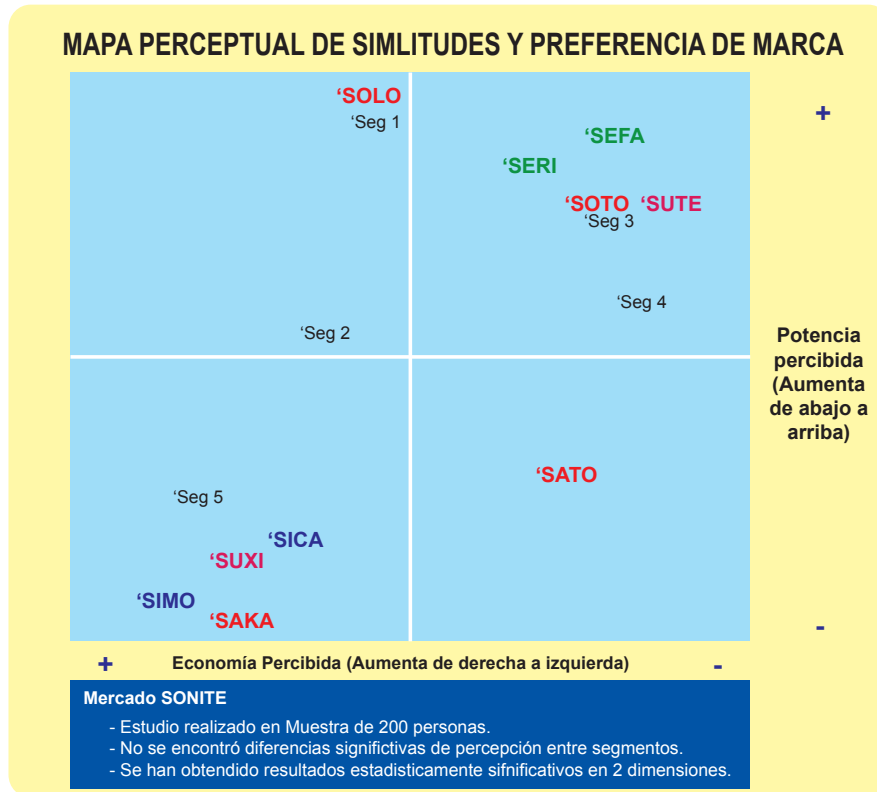 MAPA PERCEPTUAL DE SIMLITUDES Y PREFERENCIA DE MARCA
‘SOLO
‘Seg 1
+
‘SEFA
‘SERI
‘SOTO ‘SUTE
‘Seg 3
‘Seg 4
‘Seg 2
Potencia
percibida
(Aumenta
de abajo a
arriba)
‘SATO
‘Seg 5
‘SICA
‘SUXI
‘SIMO
‘SAKA
-
+ Economía Percibida (Aumenta de derecha a izquierda) -
Mercado SONITE
- Estudio realizado en Muestra de 200 personas.
- No se encontró diferencias significtivas de percepción entre segmentos.
- Se han obtendido resultados estadisticamente sifnificativos en 2 dimensiones.